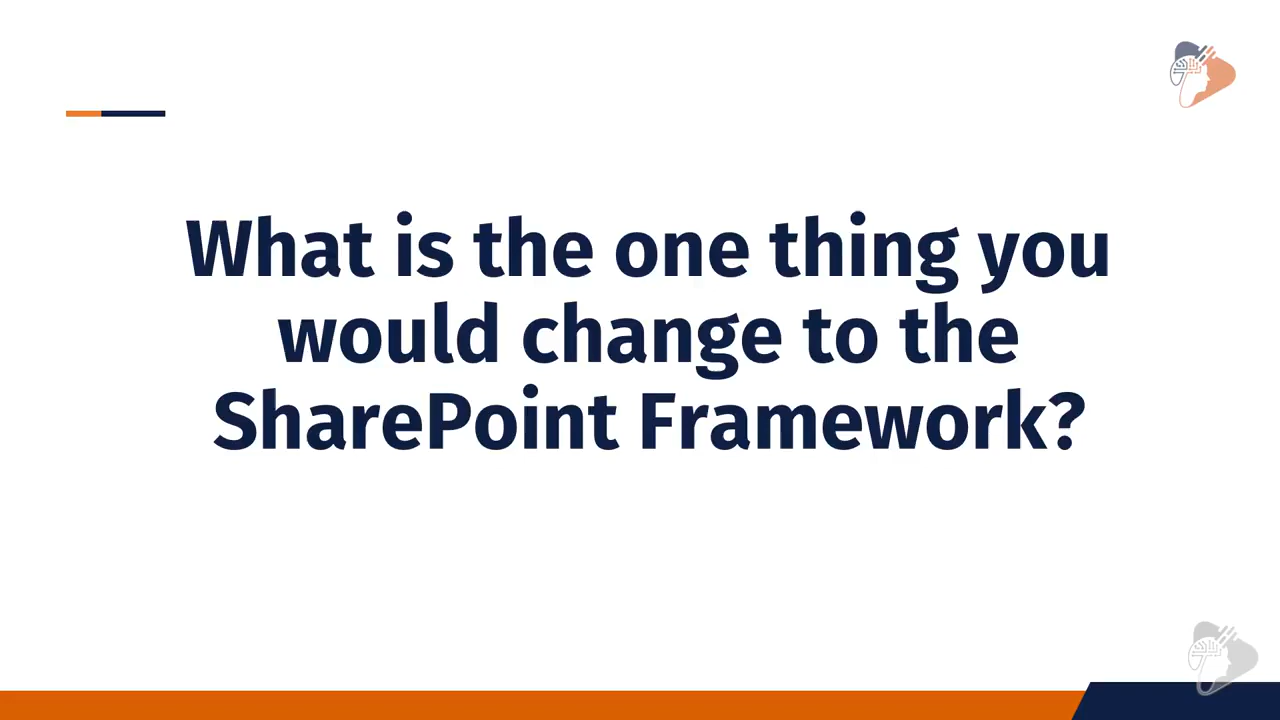 What is the one thing you
would change to the
SharePoint Framework?